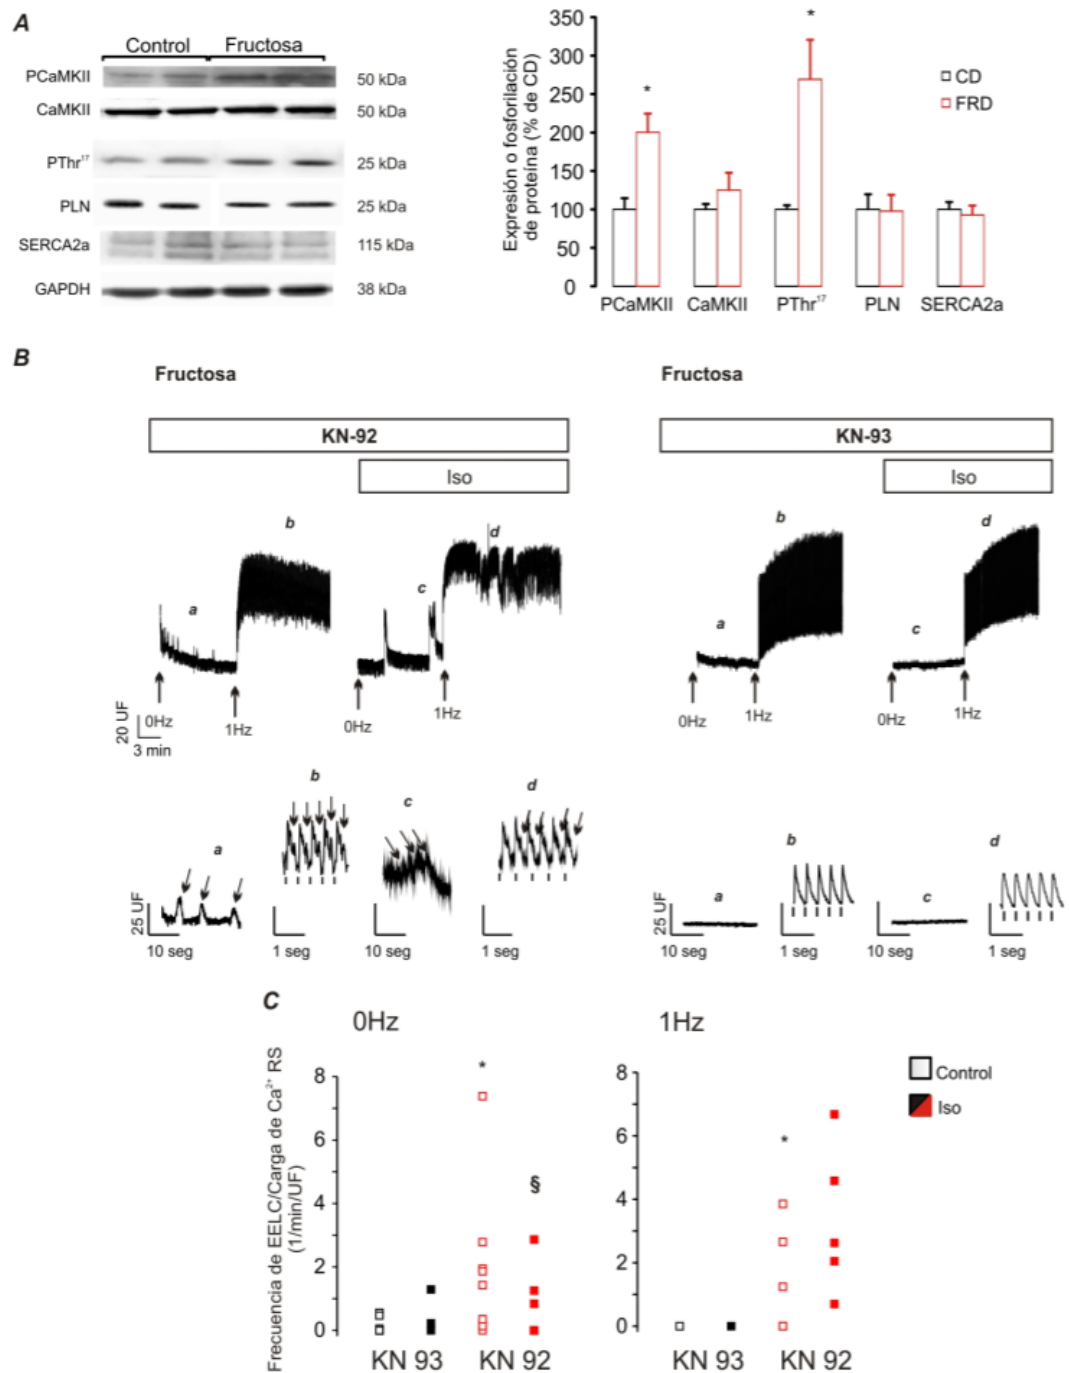 A
Control Fructosa
PCaMKII 50 kDa
CaMKII 50 kDa
PThr¹⁷ 25 kDa
PLN 25 kDa
SERCA2a 115 kDa
GAPDH 38 kDa
Expresión o fosforilación
de proteína (% de CD)
350
300
250
200
150
100
50
0
* *
CD
FRD
PCaMKII CaMKII PThr¹⁷ PLN SERCA2a
B
Fructosa
KN-92
Iso
a b c d
0Hz 1Hz 0Hz 1Hz
20 UF
3 min
a b c d
25 UF
10 seg 1 seg 10 seg 1 seg
Fructosa
KN-93
Iso
a b c d
0Hz 1Hz 0Hz 1Hz
a b c d
25 UF
10 seg 1 seg 10 seg 1 seg
C
Frecuencia de EELC/Carga de Ca²⁺ RS
(1/min/UF)
0Hz
8
6
4
2
0
*
§
KN 93 KN 92
1Hz
8
6
4
2
0
*
KN 93 KN 92
Control
Iso